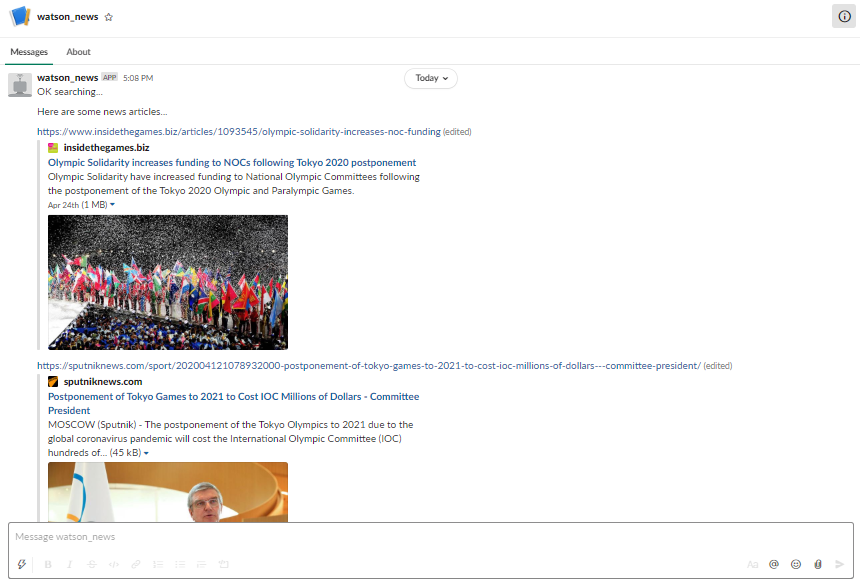 watson_news
Messages
About
Today
watson_news APP 5:08 PM
OK searching...
Here are some news articles...
https://www.insidethegames.biz/articles/1093545/olympic-solidarity-increases-noc-funding (edited)
insidethegames.biz
Olympic Solidarity increases funding to NOCs following Tokyo 2020 postponement
Olympic Solidarity have increased funding to National Olympic Committees following
the postponement of the Tokyo 2020 Olympic and Paralympic Games.
Apr 24th (1 MB)
https://sputniknews.com/sport/202004121078932000-postponement-of-tokyo-games-to-2021-to-cost-ioc-millions-of-dollars---committee-president/ (edited)
sputniknews.com
Postponement of Tokyo Games to 2021 to Cost IOC Millions of Dollars - Committee
President
MOSCOW (Sputnik) - The postponement of the Tokyo Olympics to 2021 due to the
global coronavirus pandemic will cost the International Olympic Committee (IOC)
hundreds of... (45 kB)
Message watson_news
B I S </> Aa @